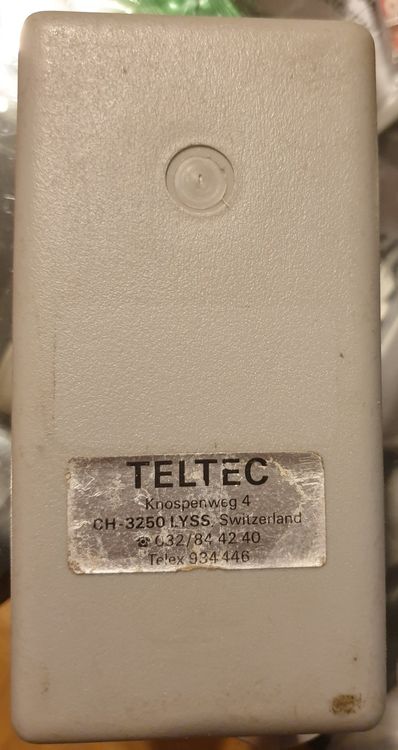 TELTEC
Knospenweg 4
CH-3250 LYSS, Switzerland
☎ 032/84 42 40
Telex 934 446